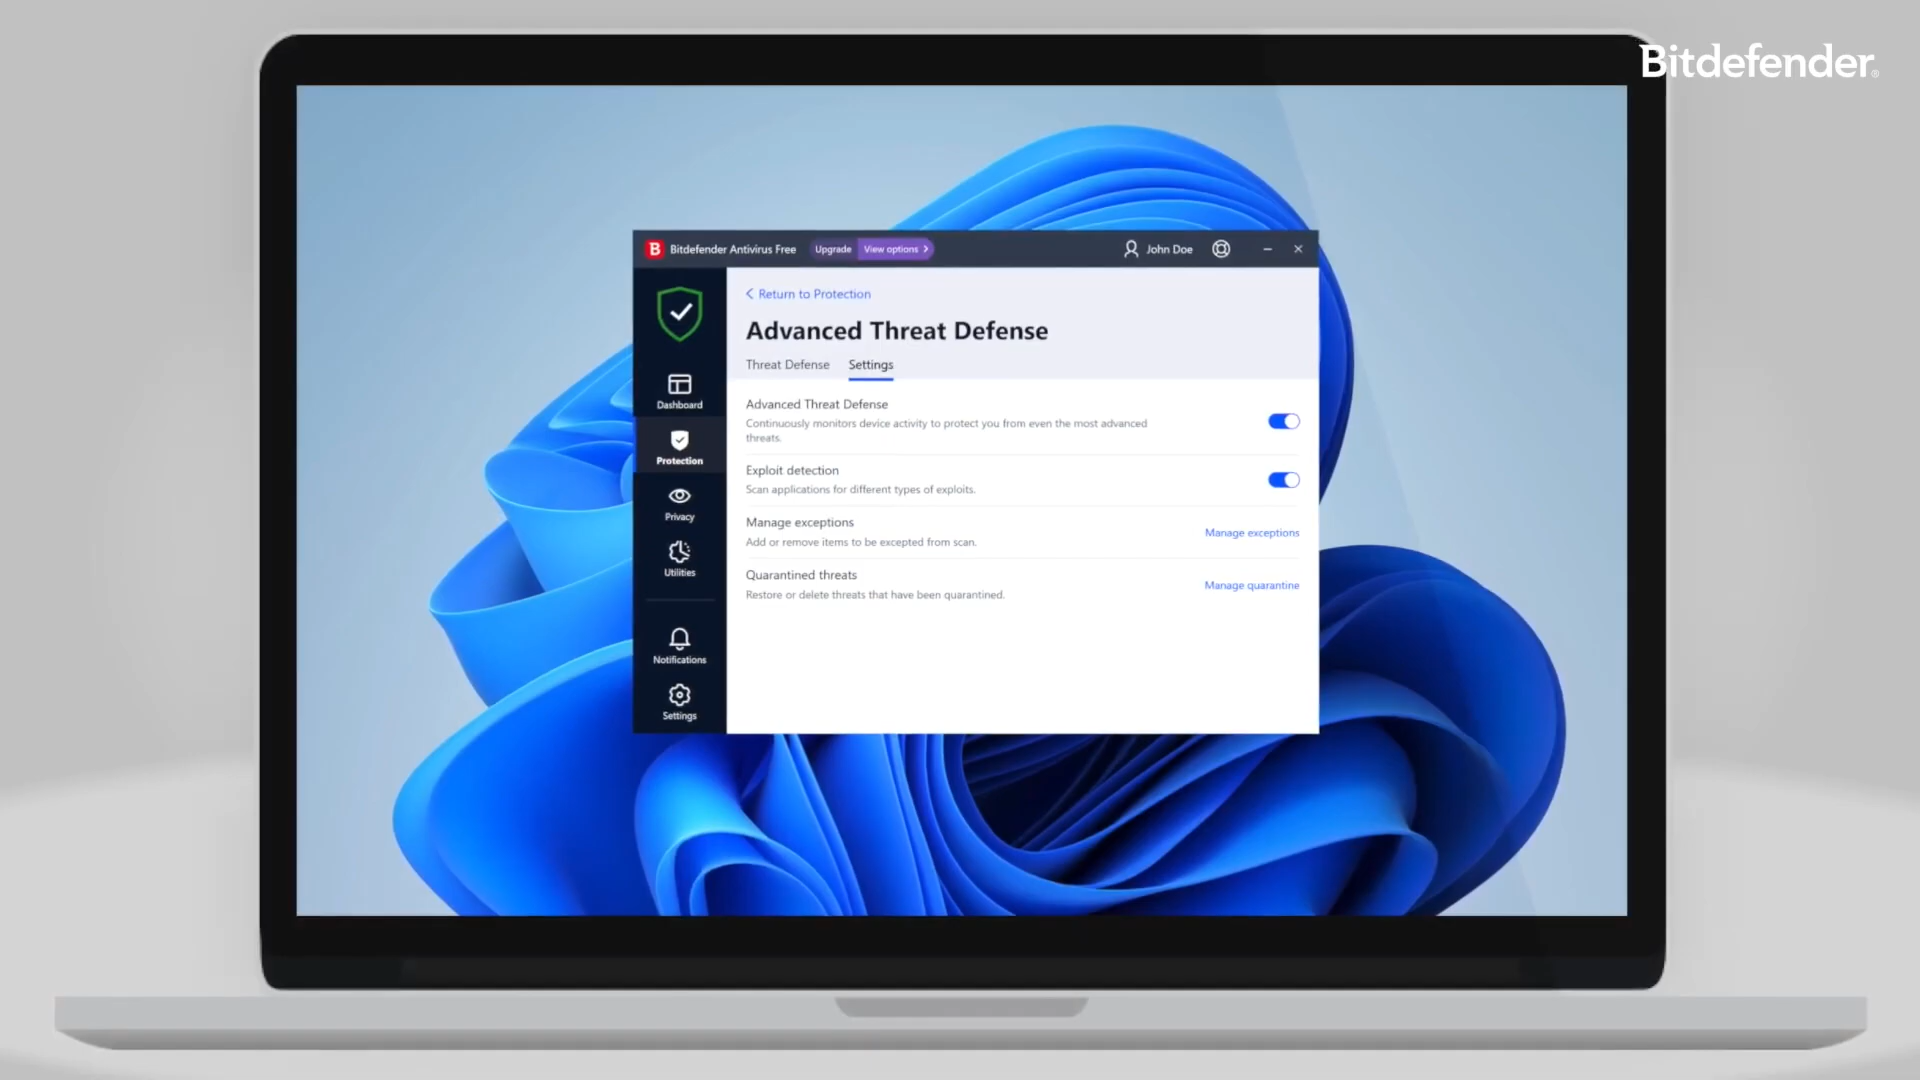 Bitdefender®
B Bitdefender Antivirus Free Upgrade View options John Doe
Return to Protection
Advanced Threat Defense
Threat Defense Settings
Advanced Threat Defense
Continuously monitors device activity to protect you from even the most advanced
threats.
Exploit detection
Scan applications for different types of exploits.
Manage exceptions
Add or remove items to be excepted from scan.
Manage exceptions
Quarantined threats
Restore or delete threats that have been quarantined.
Manage quarantine
Dashboard
Protection
Privacy
Utilities
Notifications
Settings